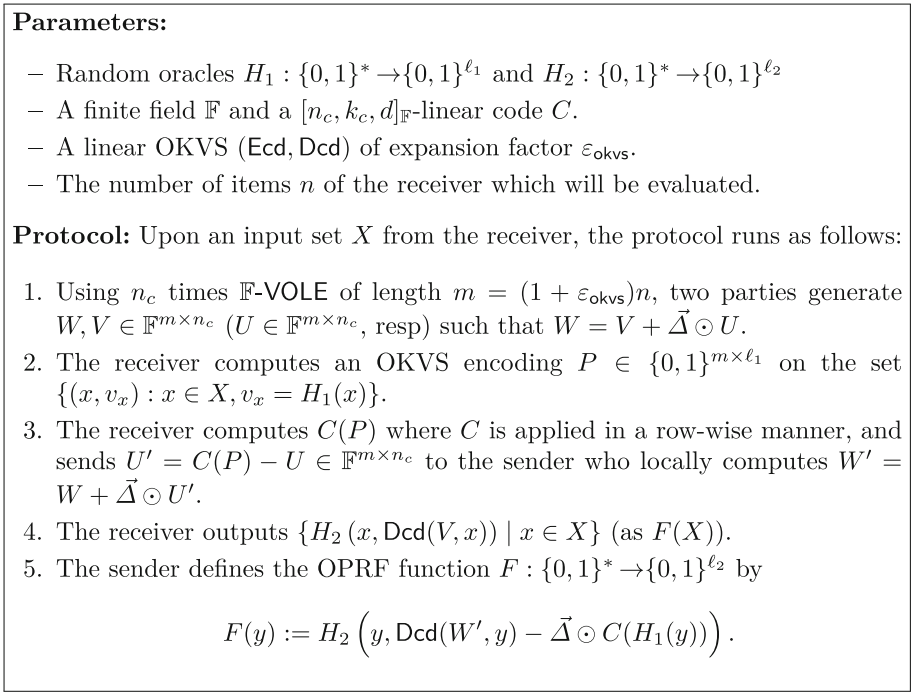 Parameters:
– Random oracles H₁ : {0, 1}* → {0, 1}^{ℓ₁} and H₂ : {0, 1}* → {0, 1}^{ℓ₂}
– A finite field 𝔽 and a [n_c, k_c, d]_𝔽-linear code C.
– A linear OKVS (Ecd, Dcd) of expansion factor ε_okvs.
– The number of items n of the receiver which will be evaluated.
Protocol: Upon an input set X from the receiver, the protocol runs as follows:
1. Using n_c times 𝔽-VOLE of length m = (1 + ε_okvs)n, two parties generate
W, V ∈ 𝔽^{m×n_c} (U ∈ 𝔽^{m×n_c}, resp) such that W = V + Δ⃗ ⊙ U.
2. The receiver computes an OKVS encoding P ∈ {0, 1}^{m×ℓ₁} on the set
{(x, v_x) : x ∈ X, v_x = H₁(x)}.
3. The receiver computes C(P) where C is applied in a row-wise manner, and
sends U′ = C(P) − U ∈ 𝔽^{m×n_c} to the sender who locally computes W′ =
W + Δ⃗ ⊙ U′.
4. The receiver outputs {H₂ (x, Dcd(V, x)) | x ∈ X} (as F(X)).
5. The sender defines the OPRF function F : {0, 1}* → {0, 1}^{ℓ₂} by
F(y) := H₂ (y, Dcd(W′, y) − Δ⃗ ⊙ C(H₁(y))) .